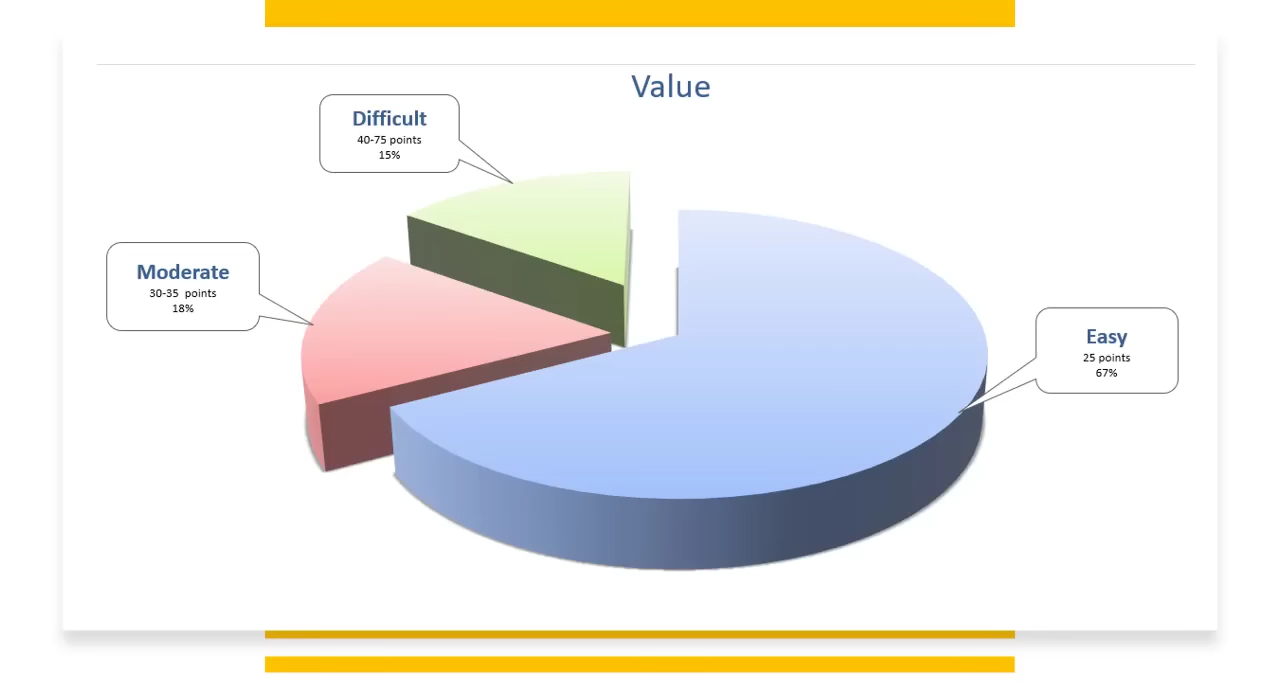 Value
Difficult
40-75 points
15%
Moderate
30-35 points
18%
Easy
25 points
67%